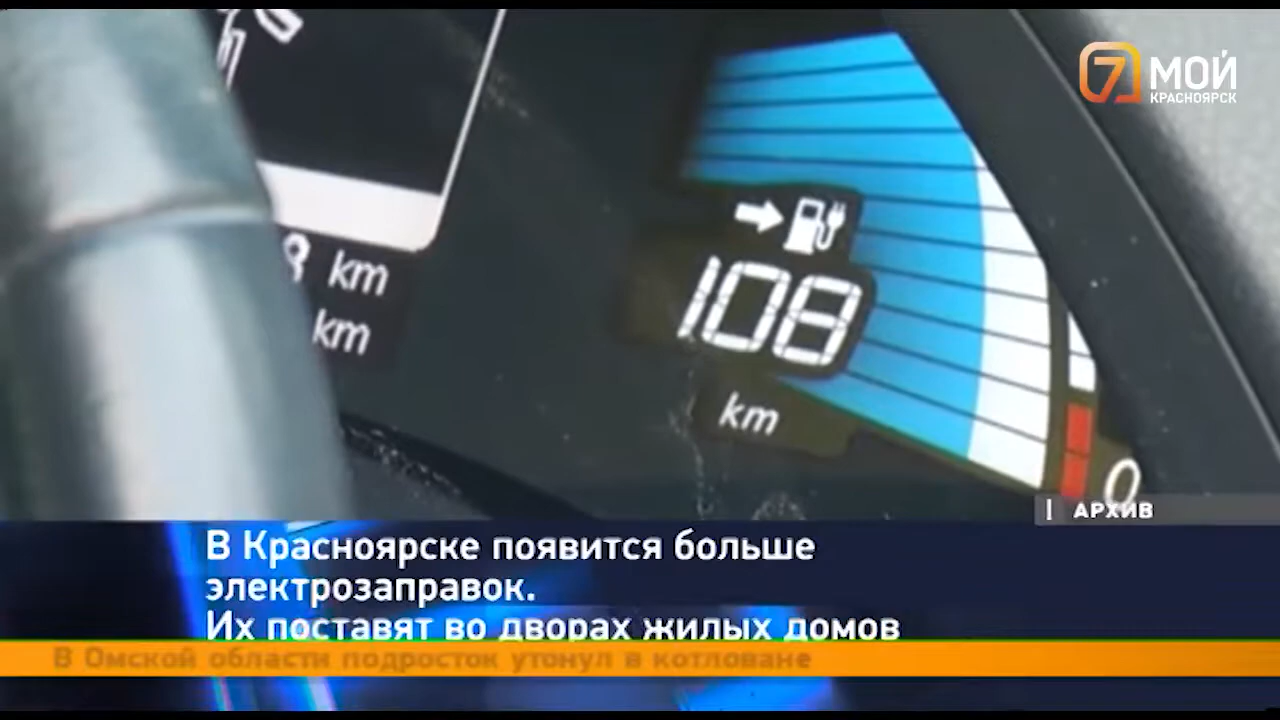 7 МОЙ
КРАСНОЯРСК
8 km
km
108
km
0
АРХИВ
В Красноярске появится больше
электрозаправок.
Их поставят во дворах жилых домов
В Омской области подросток утонул в котловане